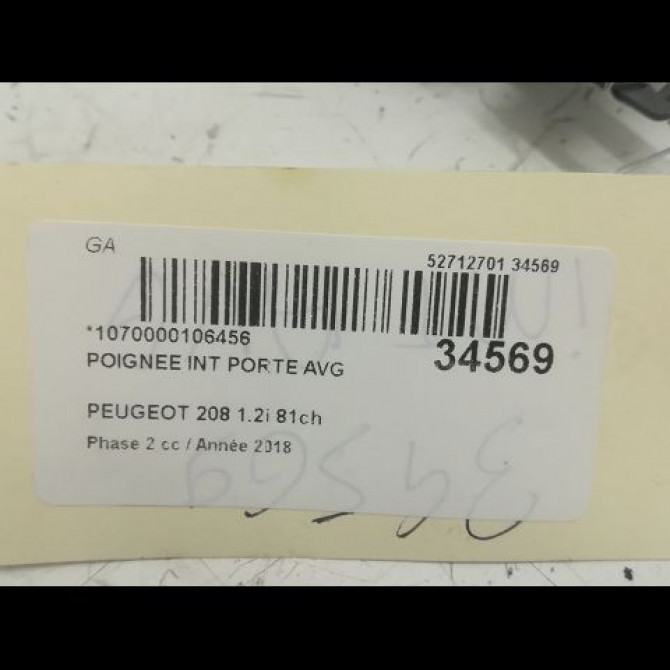 GA
52712701 34569
*1070000106456
34569
POIGNEE INT PORTE AVG
PEUGEOT 208 1.2i 81ch
Phase 2 cc / Année 2018
34569